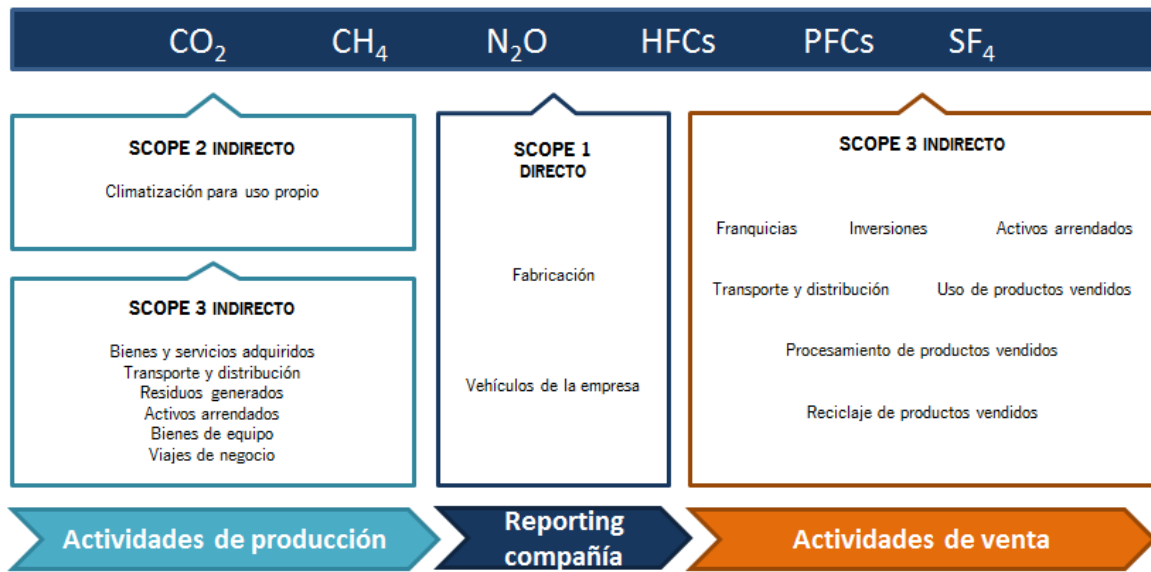 CO₂ CH₄ N₂O HFCs PFCs SF₄
SCOPE 2 INDIRECTO
Climatización para uso propio
SCOPE 3 INDIRECTO
Bienes y servicios adquiridos
Transporte y distribución
Residuos generados
Activos arrendados
Bienes de equipo
Viajes de negocio
SCOPE 1
DIRECTO
Fabricación
Vehículos de la empresa
SCOPE 3 INDIRECTO
Franquicias Inversiones Activos arrendados
Transporte y distribución Uso de productos vendidos
Procesamiento de productos vendidos
Reciclaje de productos vendidos
Actividades de producción
Reporting
compañía
Actividades de venta